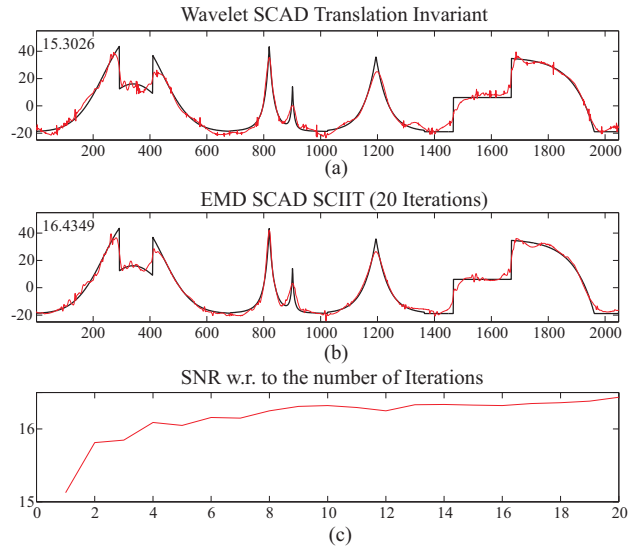 Wavelet SCAD Translation Invariant
15.3026
40
20
0
-20
200 400 600 800 1000 1200 1400 1600 1800 2000
(a)
EMD SCAD SCIIT (20 Iterations)
16.4349
40
20
0
-20
200 400 600 800 1000 1200 1400 1600 1800 2000
(b)
SNR w.r. to the number of Iterations
16
15
0 2 4 6 8 10 12 14 16 18 20
(c)